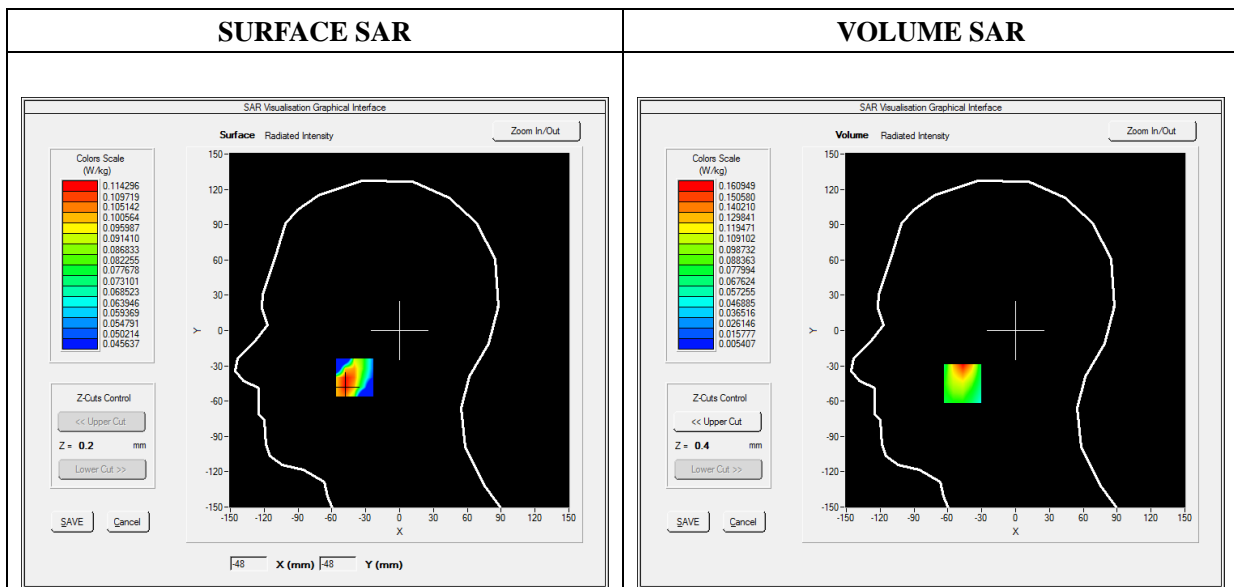 SURFACE SAR
VOLUME SAR
SAR Visualisation Graphical Interface
Surface Radiated Intensity
Zoom In/Out
Colors Scale
(W/kg)
0.114296
0.109719
0.105142
0.100564
0.095987
0.091410
0.086833
0.082255
0.077678
0.073101
0.068523
0.063946
0.059369
0.054791
0.050214
0.045637
Z-Cuts Control
<< Upper Cut
Z = 0.2 mm
Lower Cut >>
SAVE Cancel
150
120
90
60
30
0
-30
-60
-90
-120
-150
Y
-150 -120 -90 -60 -30 0 30 60 90 120 150
X
-48 X (mm) -48 Y (mm)
SAR Visualisation Graphical Interface
Volume Radiated Intensity
Zoom In/Out
Colors Scale
(W/kg)
0.160949
0.150580
0.140210
0.129841
0.119471
0.109102
0.098732
0.088363
0.077994
0.067624
0.057255
0.046885
0.036516
0.026146
0.015777
0.005407
Z-Cuts Control
<< Upper Cut
Z = 0.4 mm
Lower Cut >>
SAVE Cancel
150
120
90
60
30
0
-30
-60
-90
-120
-150
Y
-150 -120 -90 -60 -30 0 30 60 90 120 150
X